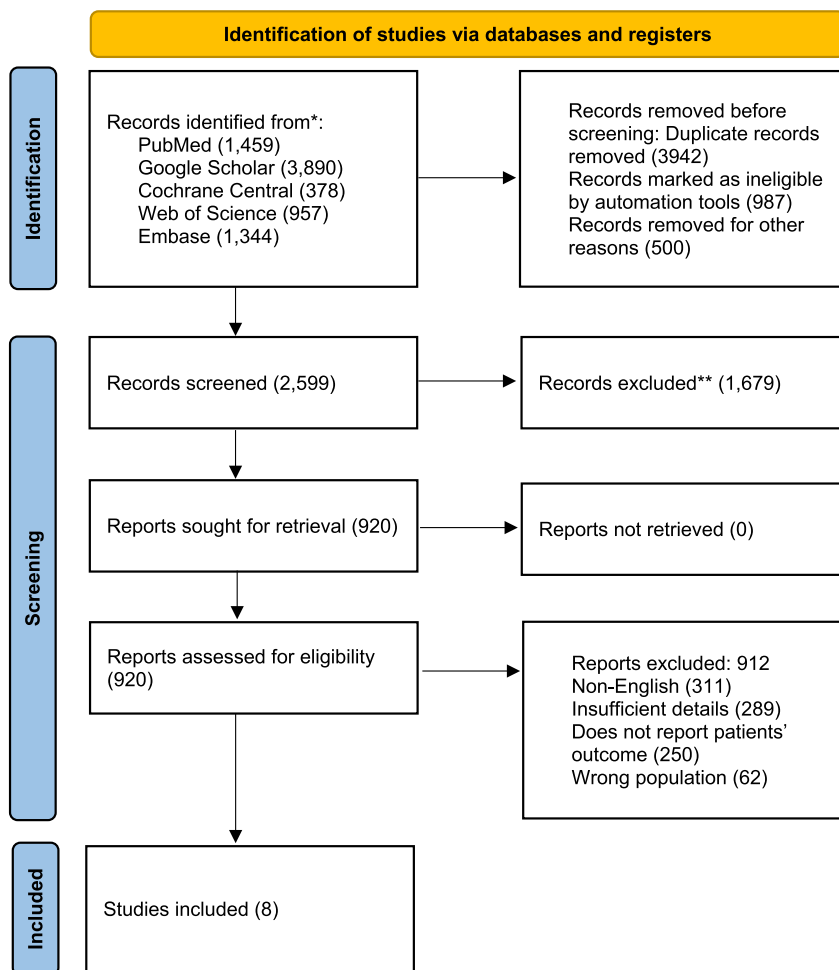 Identification of studies via databases and registers
Identification
Records identified from*:
PubMed (1,459)
Google Scholar (3,890)
Cochrane Central (378)
Web of Science (957)
Embase (1,344)
Records removed before
screening: Duplicate records
removed (3942)
Records marked as ineligible
by automation tools (987)
Records removed for other
reasons (500)
Screening
Records screened (2,599)
Records excluded** (1,679)
Reports sought for retrieval (920)
Reports not retrieved (0)
Reports assessed for eligibility
(920)
Reports excluded: 912
Non-English (311)
Insufficient details (289)
Does not report patients’
outcome (250)
Wrong population (62)
Included
Studies included (8)